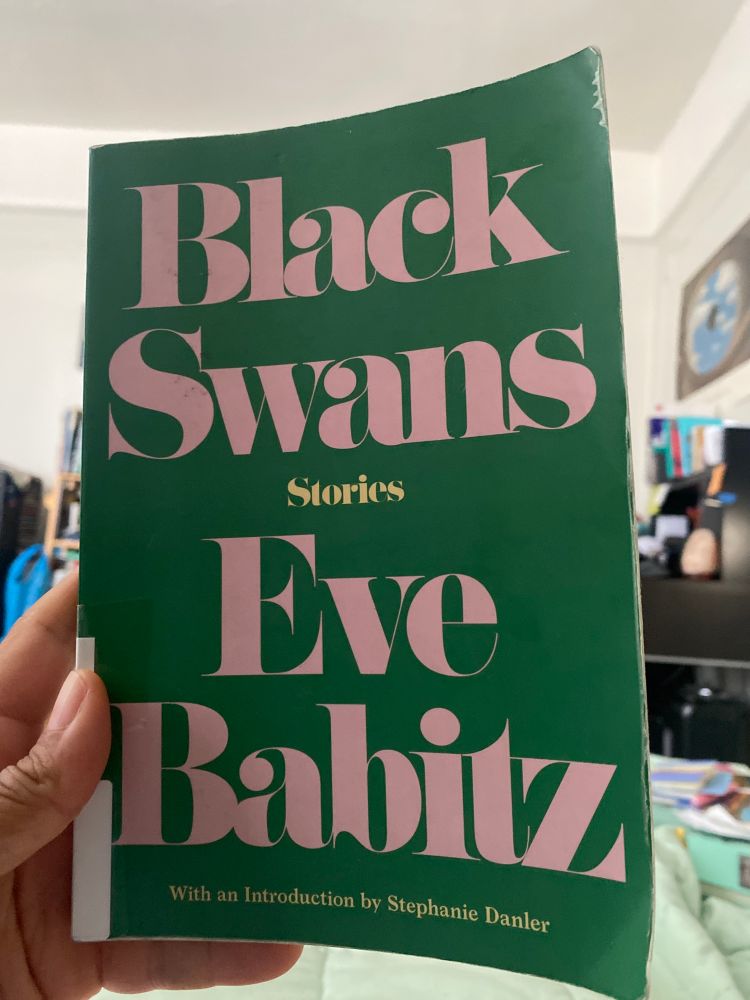 Black
Swans
Stories
Eve
Babitz
With an Introduction by Stephanie Danler